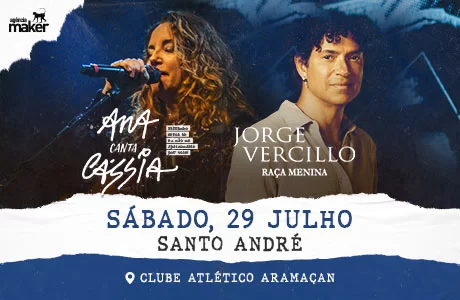 agência
maker
ANA
CANTA
CÁSSIA
JORGE
VERCILLO
RAÇA MENINA
SÁBADO, 29 JULHO
SANTO ANDRÉ
CLUBE ATLÉTICO ARAMAÇAN